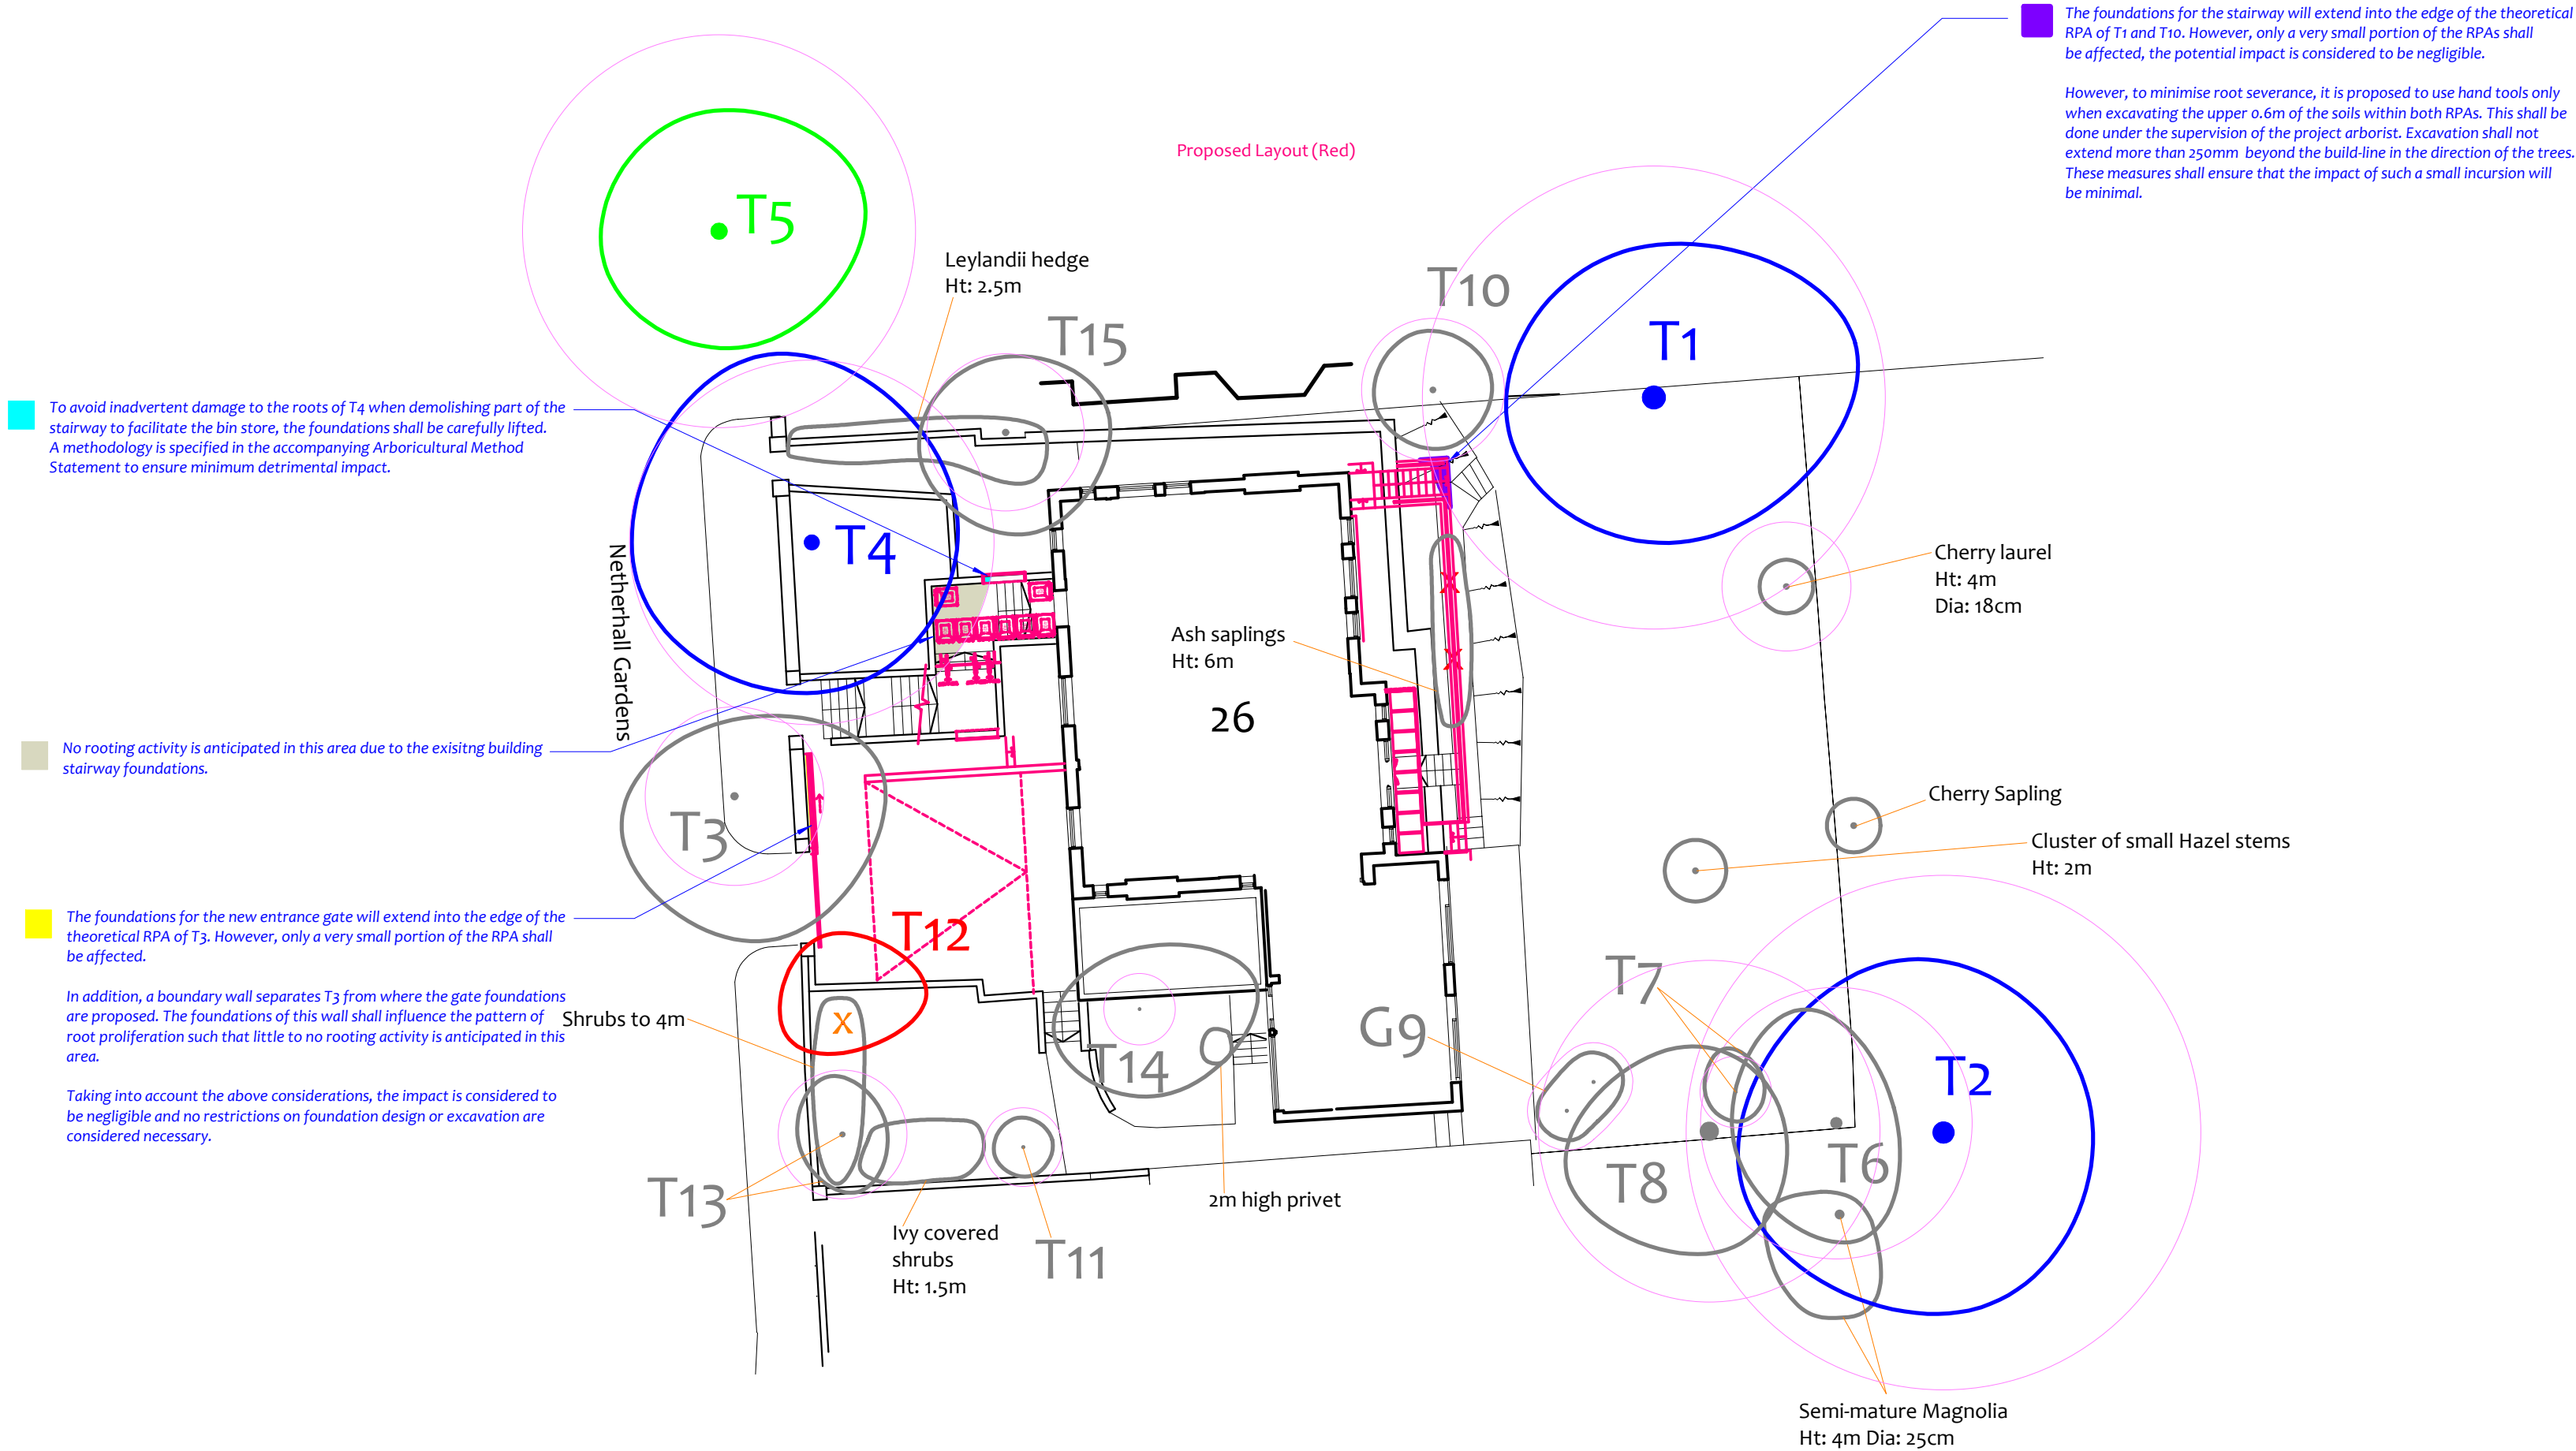 The foundations for the stairway will extend into the edge of the theoretical
RPA of T1 and T10. However, only a very small portion of the RPAs shall
be affected, the potential impact is considered to be negligible.
However, to minimise root severance, it is proposed to use hand tools only
when excavating the upper 0.6m of the soils within both RPAs. This shall be
done under the supervision of the project arborist. Excavation shall not
extend more than 250mm beyond the build-line in the direction of the trees.
These measures shall ensure that the impact of such a small incursion will
be minimal.
Proposed Layout (Red)
T5
Leylandii hedge
Ht: 2.5m
T10
T15
T1
To avoid inadvertent damage to the roots of T4 when demolishing part of the
stairway to facilitate the bin store, the foundations shall be carefully lifted.
A methodology is specified in the accompanying Arboricultural Method
Statement to ensure minimum detrimental impact.
T4
Netherhall Gardens
Cherry laurel
Ht: 4m
Dia: 18cm
X
Ash saplings
Ht: 6m
X
26
No rooting activity is anticipated in this area due to the exisitng building
stairway foundations.
T3
Cherry Sapling
Cluster of small Hazel stems
Ht: 2m
The foundations for the new entrance gate will extend into the edge of the
theoretical RPA of T3. However, only a very small portion of the RPA shall
be affected.
In addition, a boundary wall separates T3 from where the gate foundations
are proposed. The foundations of this wall shall influence the pattern of
root proliferation such that little to no rooting activity is anticipated in this
area.
Taking into account the above considerations, the impact is considered to
be negligible and no restrictions on foundation design or excavation are
considered necessary.
T12
Shrubs to 4m
X
T14
G9
T7
T2
T6
T8
T13
Ivy covered
shrubs
Ht: 1.5m
T11
2m high privet
Semi-mature Magnolia
Ht: 4m Dia: 25cm